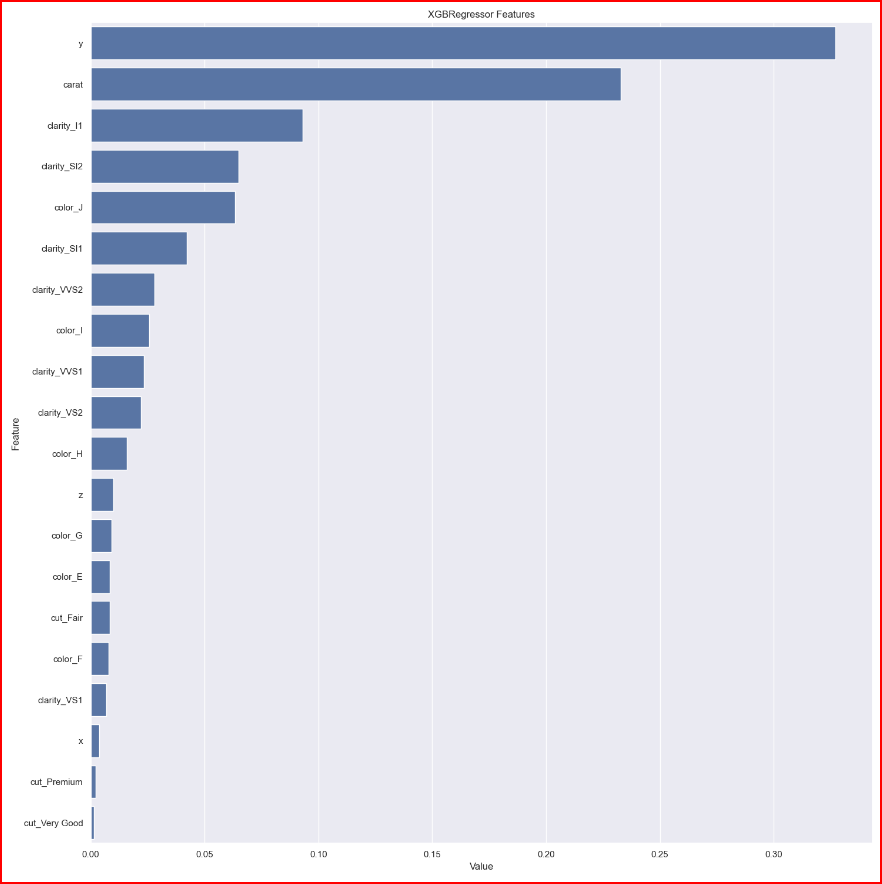 XGBRegressor Features
y
carat
clarity_I1
clarity_SI2
color_J
clarity_SI1
clarity_VVS2
color_I
clarity_VVS1
clarity_VS2
color_H
z
color_G
color_E
cut_Fair
color_F
clarity_VS1
x
cut_Premium
cut_Very Good
Feature
0.00 0.05 0.10 0.15 0.20 0.25 0.30
Value